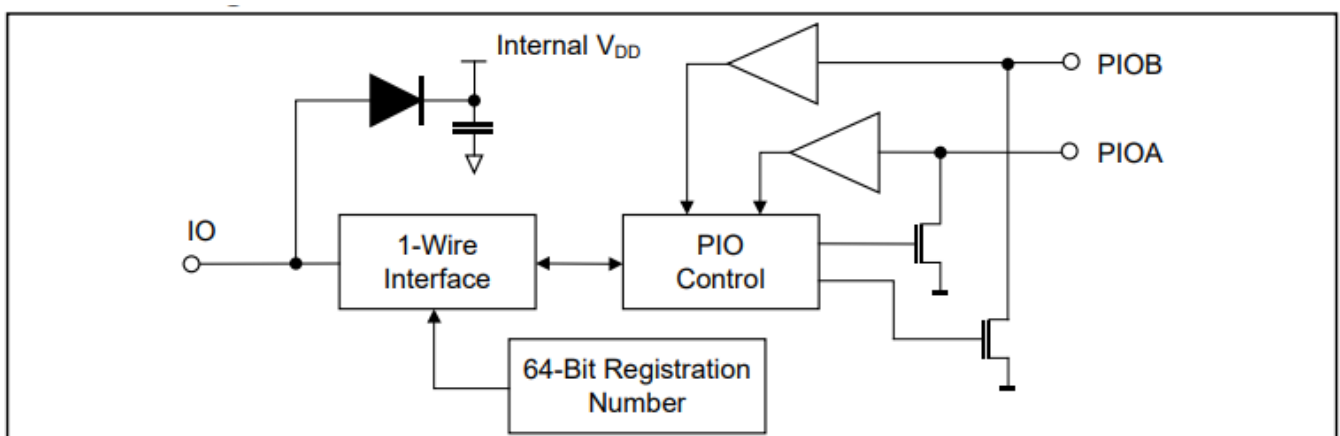 Internal VDD
PIOB
PIOA
IO
1-Wire
Interface
PIO
Control
64-Bit Registration
Number